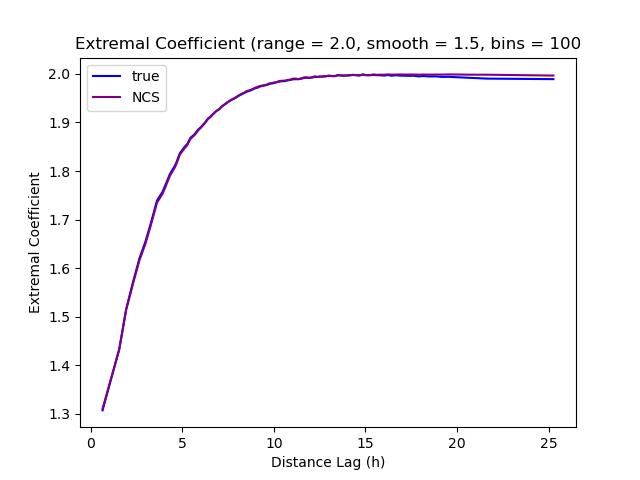 Extremal Coefficient (range = 2.0, smooth = 1.5, bins = 100
true
NCS
2.0
1.9
1.8
1.7
1.6
1.5
1.4
1.3
Extremal Coefficient
0 5 10 15 20 25
Distance Lag (h)